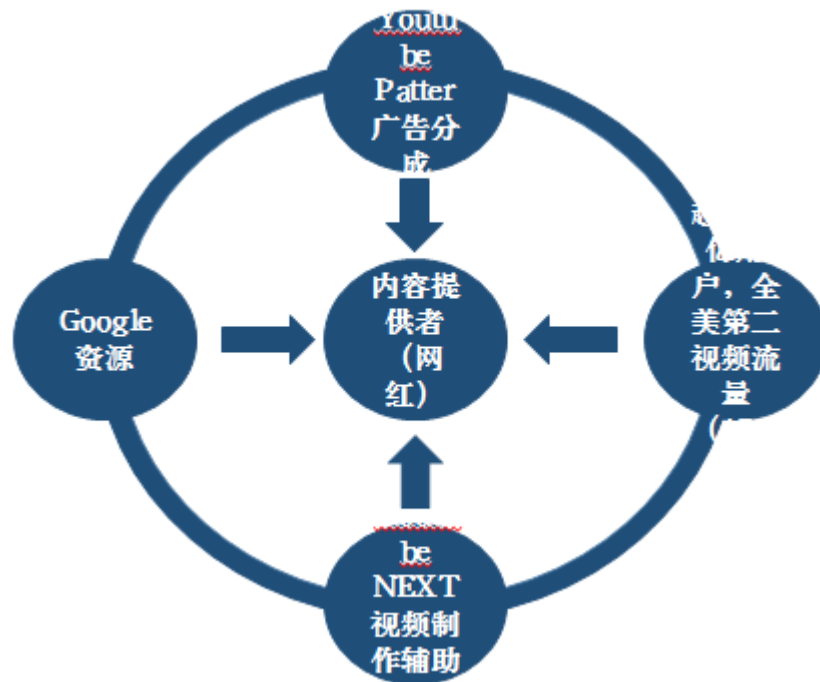 Youtu
be
Patter
广告分
成
Google
资源
内容提
供者
（网
红）
户，全
美第二
视频流
量
be
NEXT
视频制
作辅助